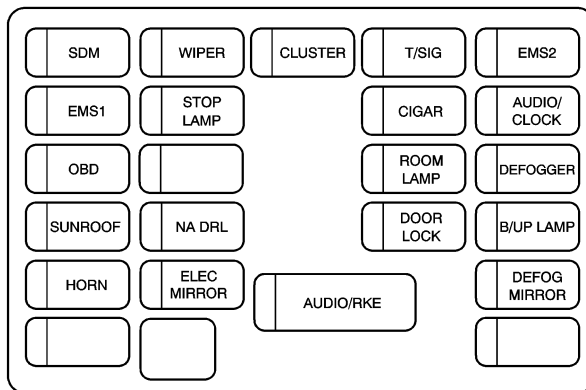 SDM
WIPER
CLUSTER
T/SIG
EMS2
EMS1
STOP
LAMP
CIGAR
AUDIO/
CLOCK
OBD
ROOM
LAMP
DEFOGGER
SUNROOF
NA DRL
DOOR
LOCK
B/UP LAMP
HORN
ELEC
MIRROR
AUDIO/RKE
DEFOG
MIRROR